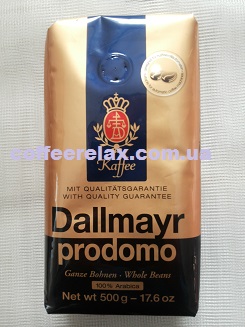 coffeerelax.com.ua
Kaffee
MIT QUALITÄTSGARANTIE
WITH QUALITY GUARANTEE
Dallmayr
prodomo
Ganze Bohnen - Whole Beans
100% Arabica
Net wt 500g – 17.6 oz